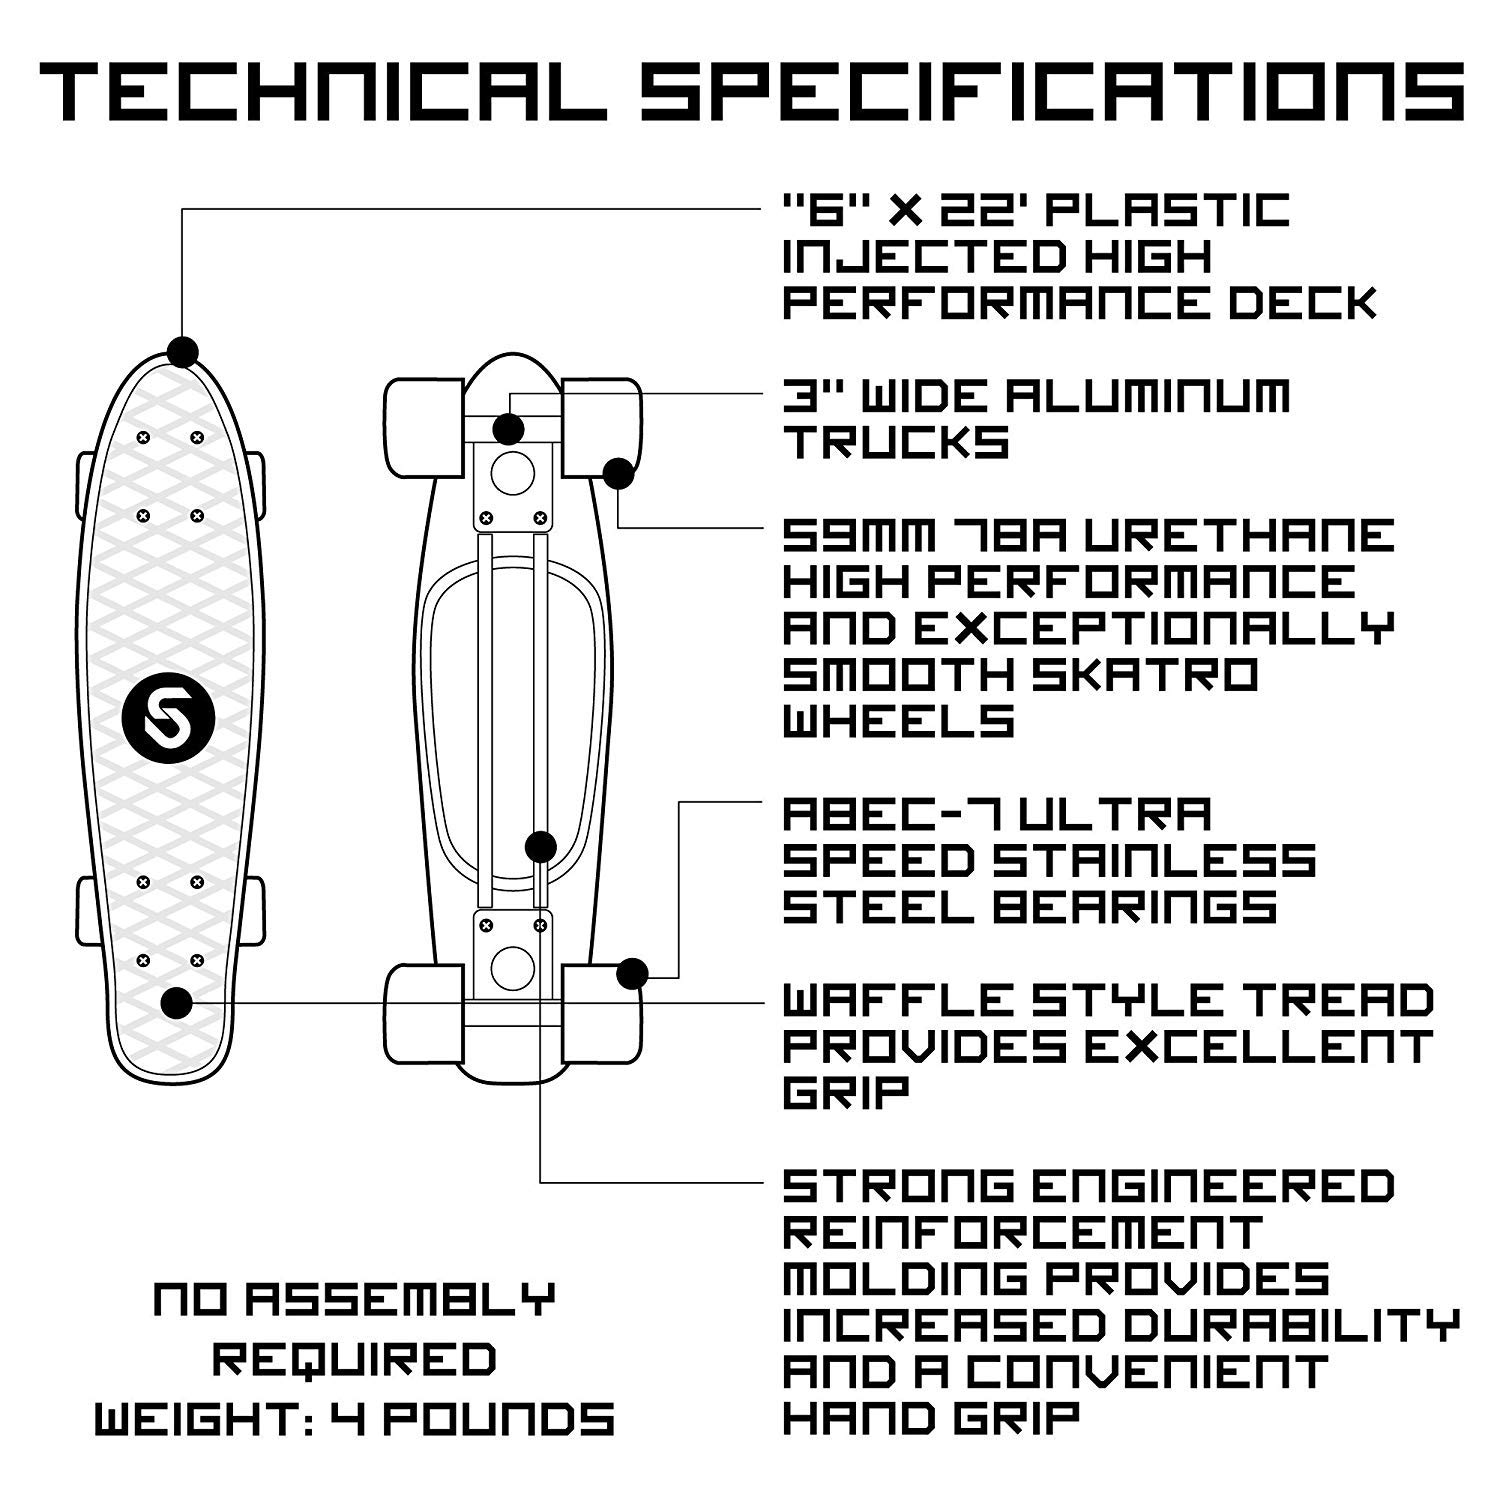 TECHNICAL SPECIFICATIONS
"6" X 22' PLASTIC
INJECTED HIGH
PERFORMANCE DECK
3" WIDE ALUMINUM
TRUCKS
59MM 78A URETHANE
HIGH PERFORMANCE
AND EXCEPTIONALLY
SMOOTH SKATRO
WHEELS
ABEC-7 ULTRA
SPEED STAINLESS
STEEL BEARINGS
WAFFLE STYLE TREAD
PROVIDES EXCELLENT
GRIP
STRONG ENGINEERED
REINFORCEMENT
MOLDING PROVIDES
INCREASED DURABILITY
AND A CONVENIENT
HAND GRIP
NO ASSEMBLY
REQUIRED
WEIGHT: 4 POUNDS